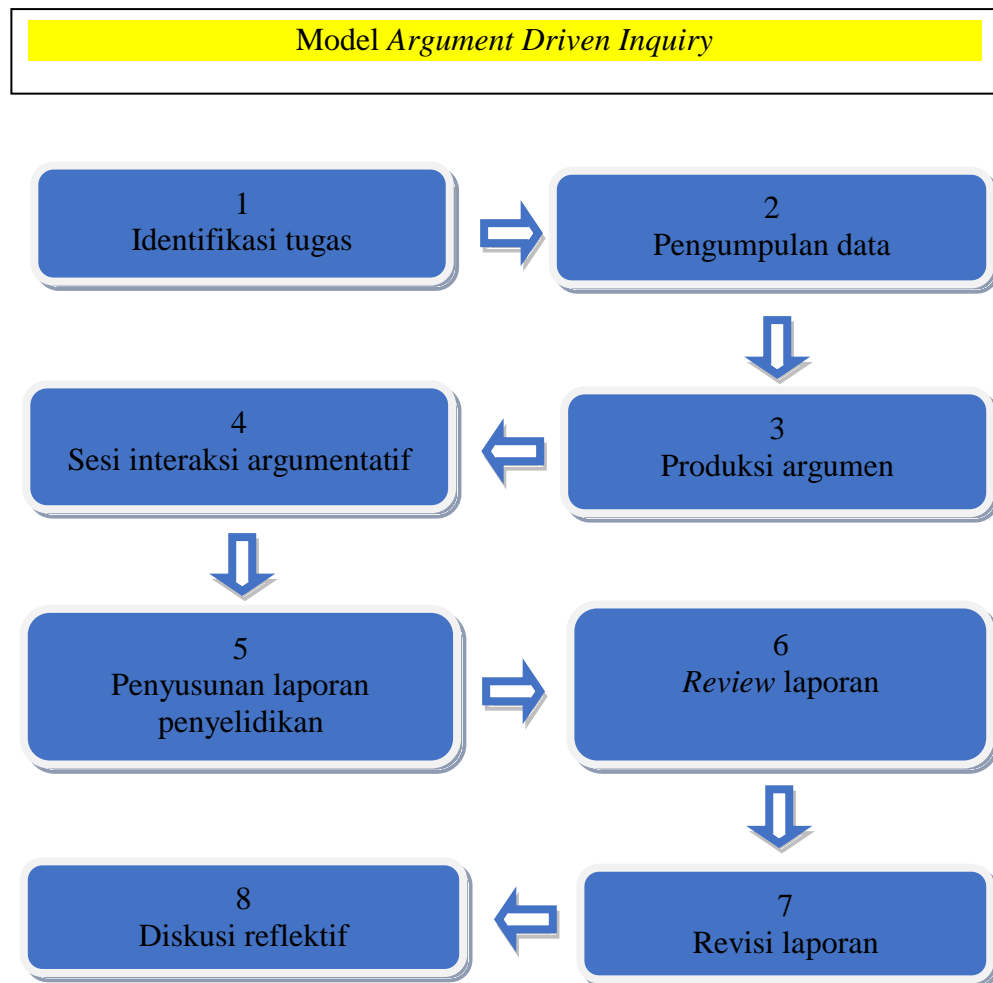 Model Argument Driven Inquiry
1
Identifikasi tugas
2
Pengumpulan data
3
Produksi argumen
4
Sesi interaksi argumentatif
5
Penyusunan laporan
penyelidikan
6
Review laporan
7
Revisi laporan
8
Diskusi reflektif